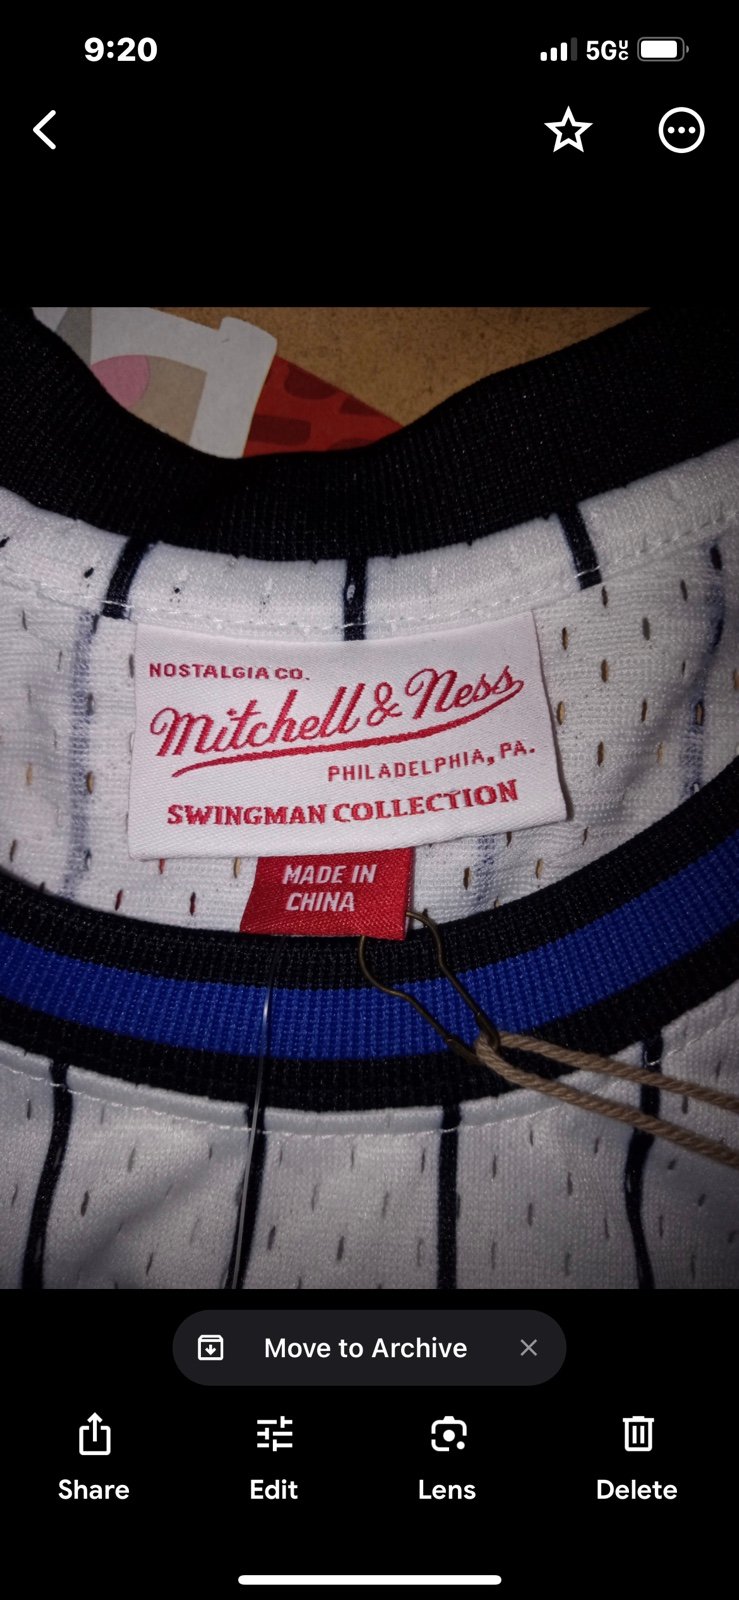 9:20
5G UC
NOSTALGIA CO.
Mitchell & Ness
PHILADELPHIA, PA.
SWINGMAN COLLECTION
MADE IN
CHINA
Move to Archive
Share Edit Lens Delete